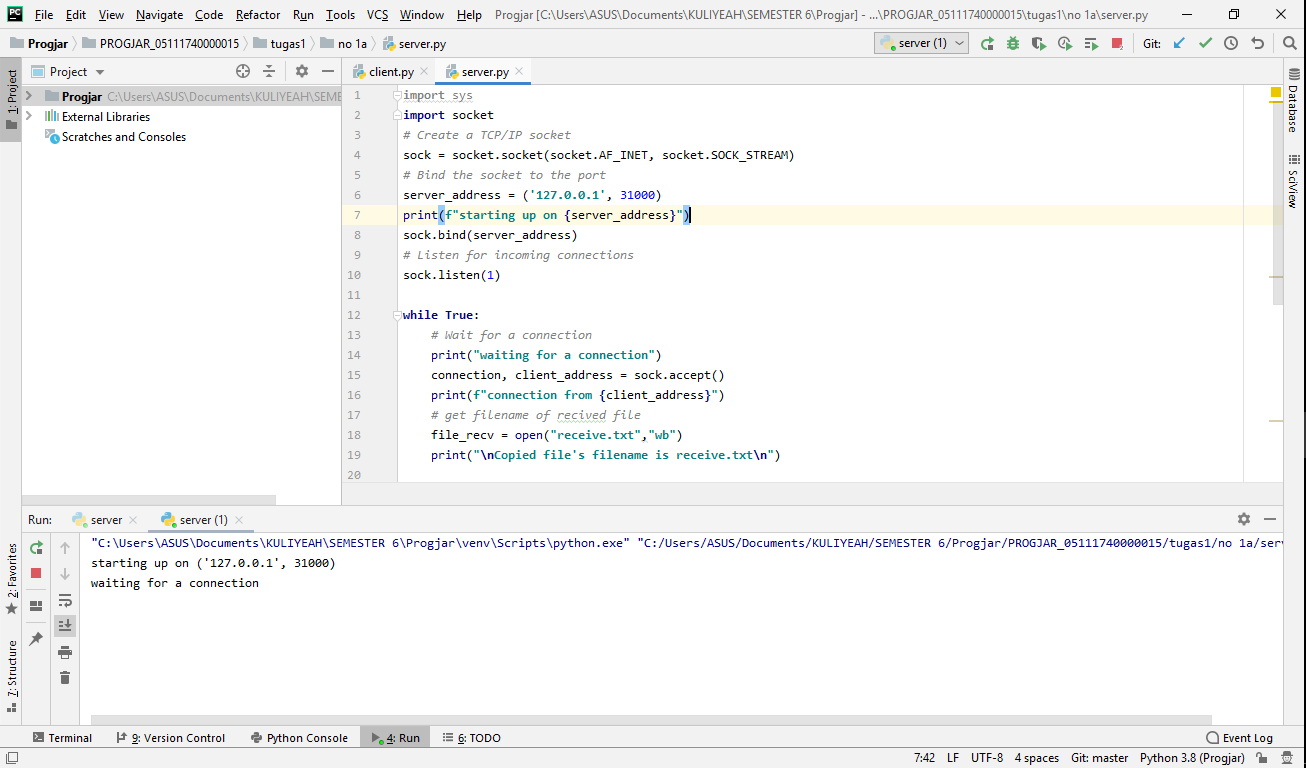 PC File Edit View Navigate Code Refactor Run Tools VCS Window Help Progjar [C:\Users\ASUS\Documents\KULIYEAH\SEMESTER 6\Progjar] - ...\PROGJAR_05111740000015\tugas1\no 1a\server.py
Progjar PROGJAR_05111740000015 tugas1 no 1a server.py server (1) Git:
1: Project
Project
client.py server.py
Progjar C:\Users\ASUS\Documents\KULIYEAH\SEME
External Libraries
Scratches and Consoles
1 import sys
2 import socket
3 # Create a TCP/IP socket
4 sock = socket.socket(socket.AF_INET, socket.SOCK_STREAM)
5 # Bind the socket to the port
6 server_address = ('127.0.0.1', 31000)
7 print(f"starting up on {server_address}")
8 sock.bind(server_address)
9 # Listen for incoming connections
10 sock.listen(1)
11
12 while True:
13 # Wait for a connection
14 print("waiting for a connection")
15 connection, client_address = sock.accept()
16 print(f"connection from {client_address}")
17 # get filename of recived file
18 file_recv = open("receive.txt","wb")
19 print("\nCopied file's filename is receive.txt\n")
20
Database
SciView
Run: server server (1)
"C:\Users\ASUS\Documents\KULIYEAH\SEMESTER 6\Progjar\venv\Scripts\python.exe" "C:/Users/ASUS/Documents/KULIYEAH/SEMESTER 6/Progjar/PROGJAR_05111740000015/tugas1/no 1a/serv
starting up on ('127.0.0.1', 31000)
waiting for a connection
2: Favorites
7: Structure
Terminal 9: Version Control Python Console 4: Run 6: TODO Event Log
7:42 LF UTF-8 4 spaces Git: master Python 3.8 (Progjar)